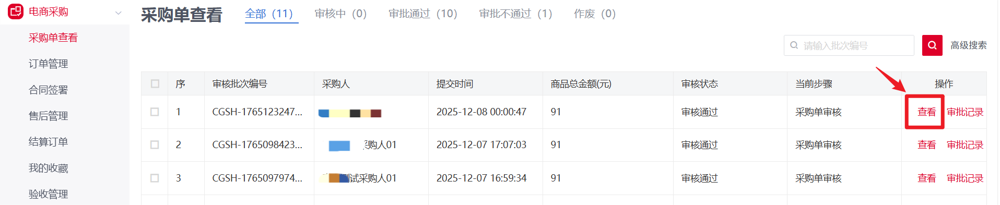 电商采购
采购单查看
订单管理
合同签署
售后管理
结算订单
我的收藏
验收管理
采购单查看 全部（11） 审核中（0） 审批通过（10） 审批不通过（1） 作废（0）
请输入批次编号 高级搜索
序 审核批次编号 采购人 提交时间 商品总金额(元) 审核状态 当前步骤 操作
1 CGSH-1765123247... 2025-12-08 00:00:47 91 审核通过 采购单审核 查看 审批记录
2 CGSH-1765098423... 购人01 2025-12-07 17:07:03 91 审核通过 采购单审核 查看 审批记录
3 CGSH-1765097974... 试采购人01 2025-12-07 16:59:34 91 审核通过 采购单审核 查看 审批记录